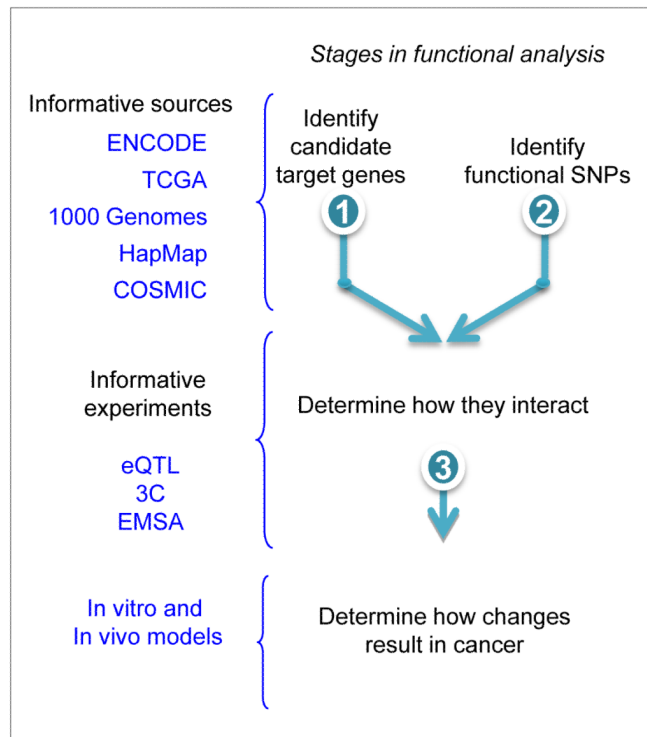 Stages in functional analysis
Informative sources
ENCODE
TCGA
1000 Genomes
HapMap
COSMIC
Identify
candidate
target genes
1
Identify
functional SNPs
2
Informative
experiments
eQTL
3C
EMSA
Determine how they interact
3
In vitro and
In vivo models
Determine how changes
result in cancer